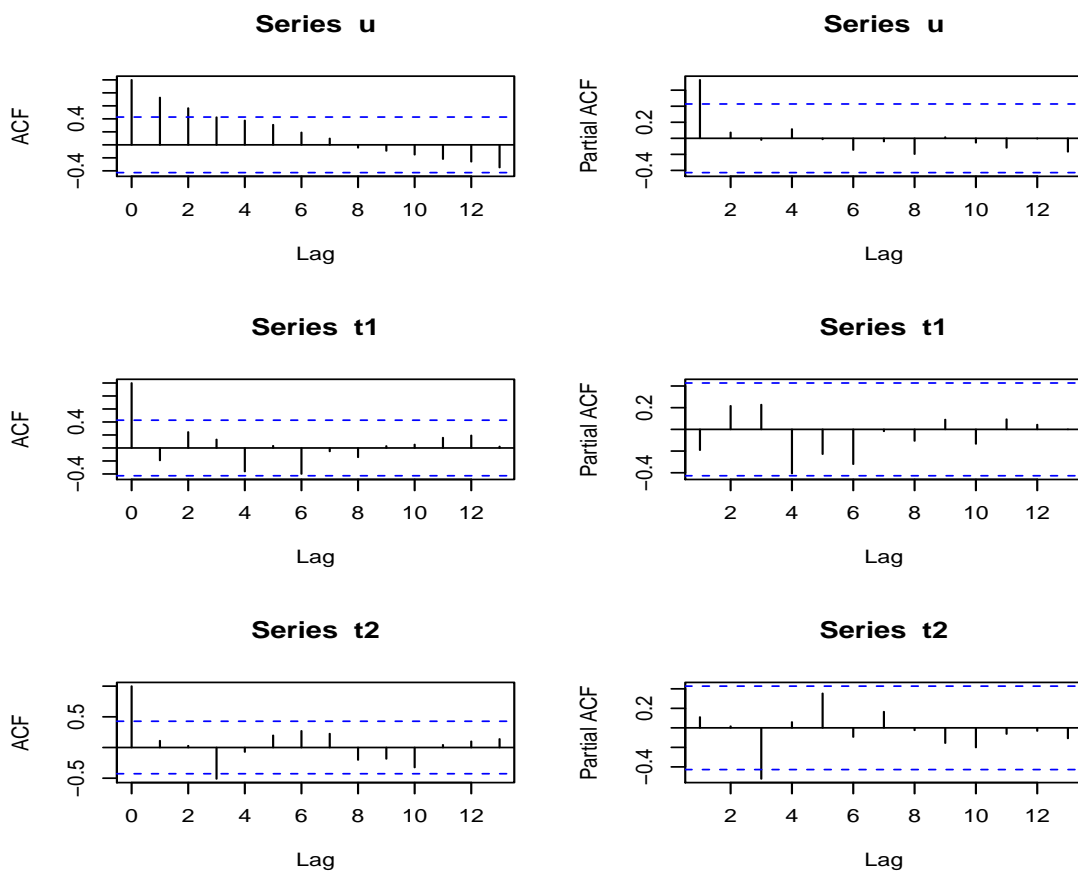 Series u
ACF
0.4
-0.4
0 2 4 6 8 10 12
Lag
Series u
Partial ACF
0.2
-0.4
2 4 6 8 10 12
Lag
Series t1
ACF
0.4
-0.4
0 2 4 6 8 10 12
Lag
Series t1
Partial ACF
0.2
-0.4
2 4 6 8 10 12
Lag
Series t2
ACF
0.5
-0.5
0 2 4 6 8 10 12
Lag
Series t2
Partial ACF
0.2
-0.4
2 4 6 8 10 12
Lag